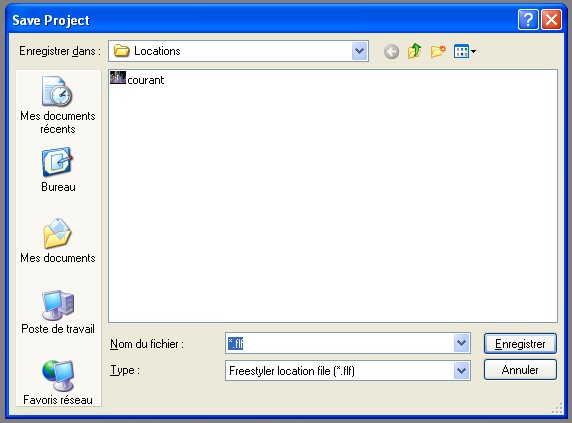 Save Project
Enregistrer dans :
Locations
courant
Mes documents
récents
Bureau
Mes documents
Poste de travail
Favoris réseau
Nom du fichier :
*.flf
Enregistrer
Type :
Freestyler location file (*.flf)
Annuler